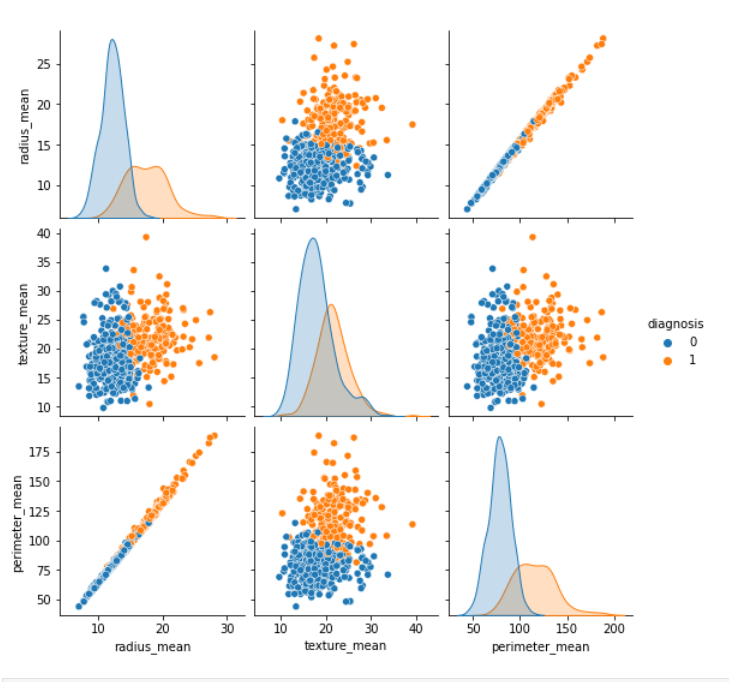 radius_mean
25
20
15
10
texture_mean
40
35
30
25
20
15
10
diagnosis
0
1
perimeter_mean
175
150
125
100
75
50
10 20 30
radius_mean
10 20 30 40
texture_mean
50 100 150 200
perimeter_mean